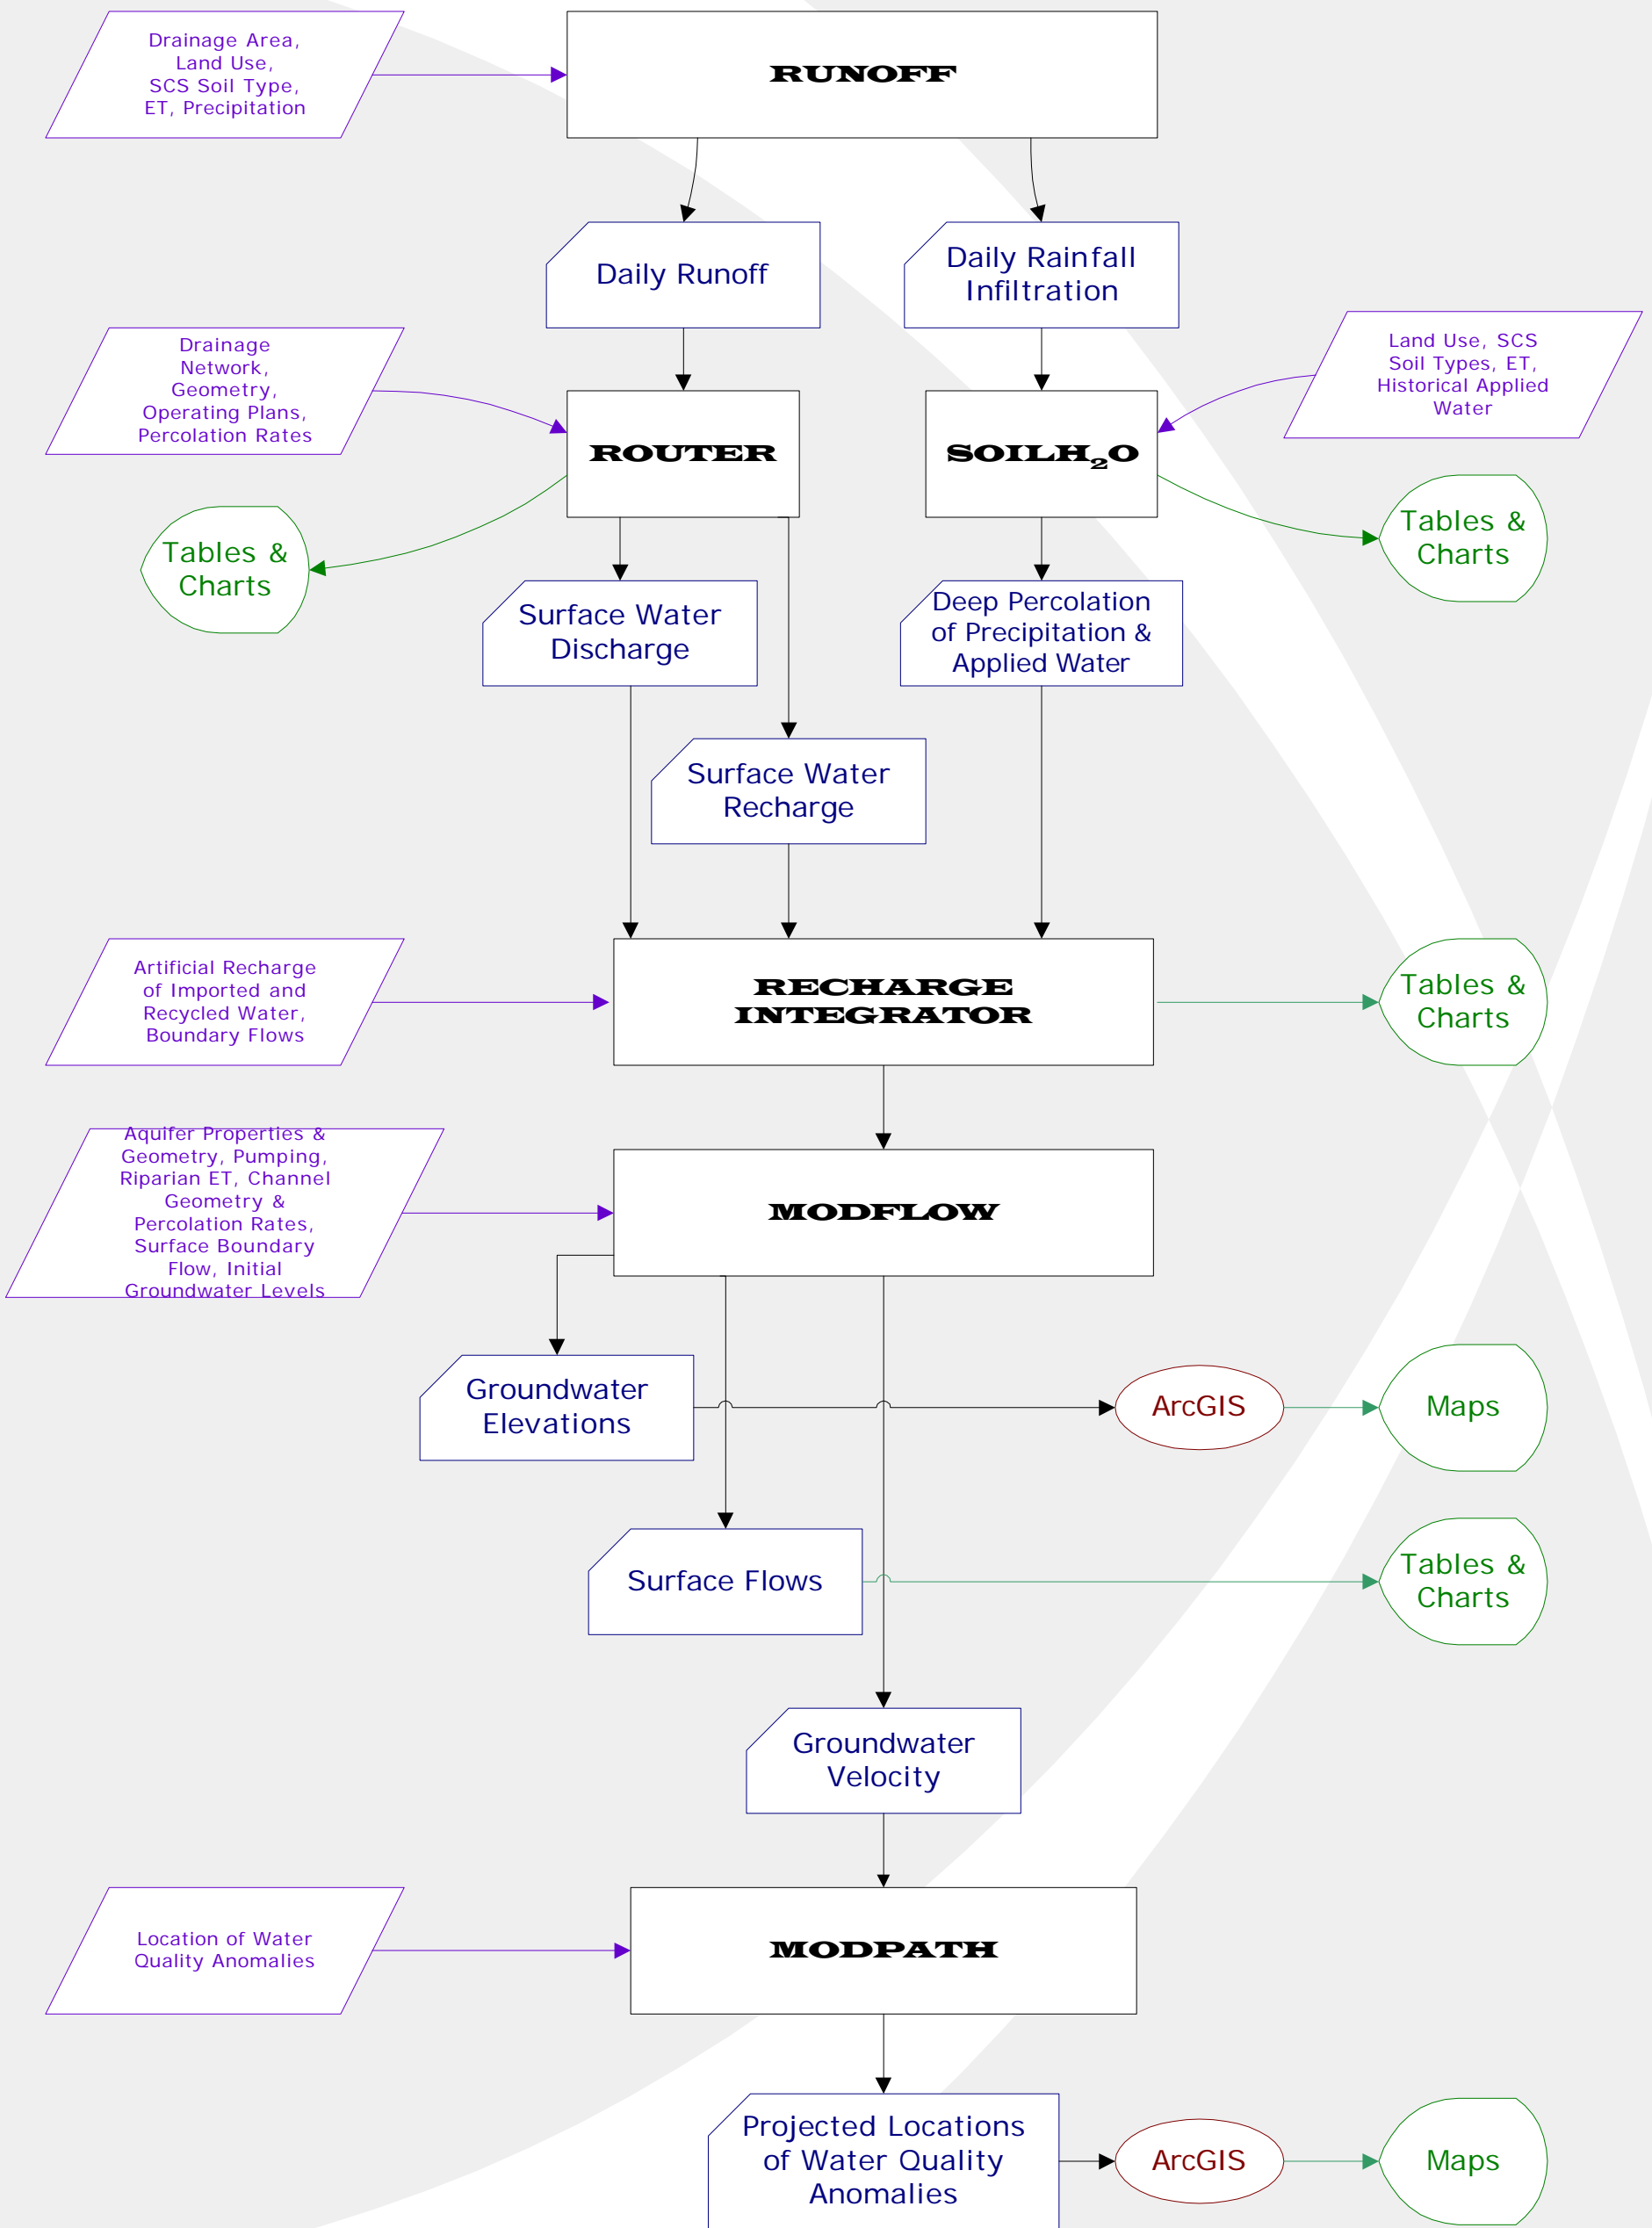 Drainage Area,
Land Use,
SCS Soil Type,
ET, Precipitation
RUNOFF
Daily Runoff
Daily Rainfall
Infiltration
Drainage
Network,
Geometry,
Operating Plans,
Percolation Rates
ROUTER
SOILH₂O
Land Use, SCS
Soil Types, ET,
Historical Applied
Water
Tables &
Charts
Tables &
Charts
Surface Water
Discharge
Deep Percolation
of Precipitation &
Applied Water
Surface Water
Recharge
Artificial Recharge
of Imported and
Recycled Water,
Boundary Flows
RECHARGE
INTEGRATOR
Tables &
Charts
Aquifer Properties &
Geometry, Pumping,
Riparian ET, Channel
Geometry &
Percolation Rates,
Surface Boundary
Flow, Initial
Groundwater Levels
MODFLOW
Groundwater
Elevations
ArcGIS
Maps
Surface Flows
Tables &
Charts
Groundwater
Velocity
Location of Water
Quality Anomalies
MODPATH
Projected Locations
of Water Quality
Anomalies
ArcGIS
Maps